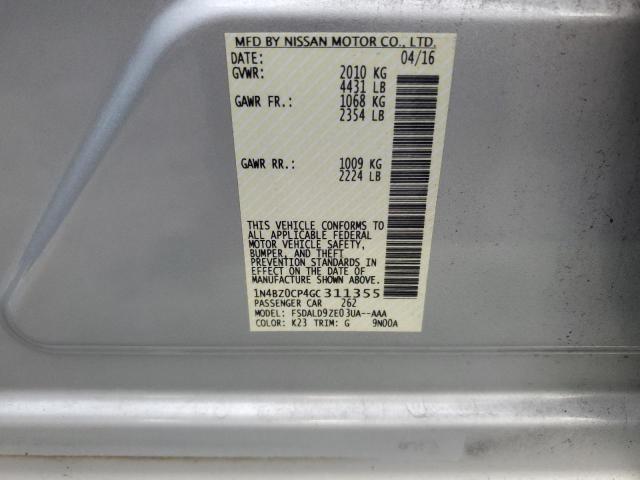 MFD BY NISSAN MOTOR CO., LTD.
DATE: 04/16
GVWR: 2010 KG
4431 LB
GAWR FR.: 1068 KG
2354 LB
GAWR RR.: 1009 KG
2224 LB
THIS VEHICLE CONFORMS TO
ALL APPLICABLE FEDERAL
MOTOR VEHICLE SAFETY,
BUMPER, AND THEFT
PREVENTION STANDARDS IN
EFFECT ON THE DATE OF
MANUFACTURE SHOWN ABOVE.
1N4BZ0CP4GC311355
PASSENGER CAR 262
MODEL: FSDALD9ZE03UA--AAA
COLOR: K23 TRIM: G 9N00A